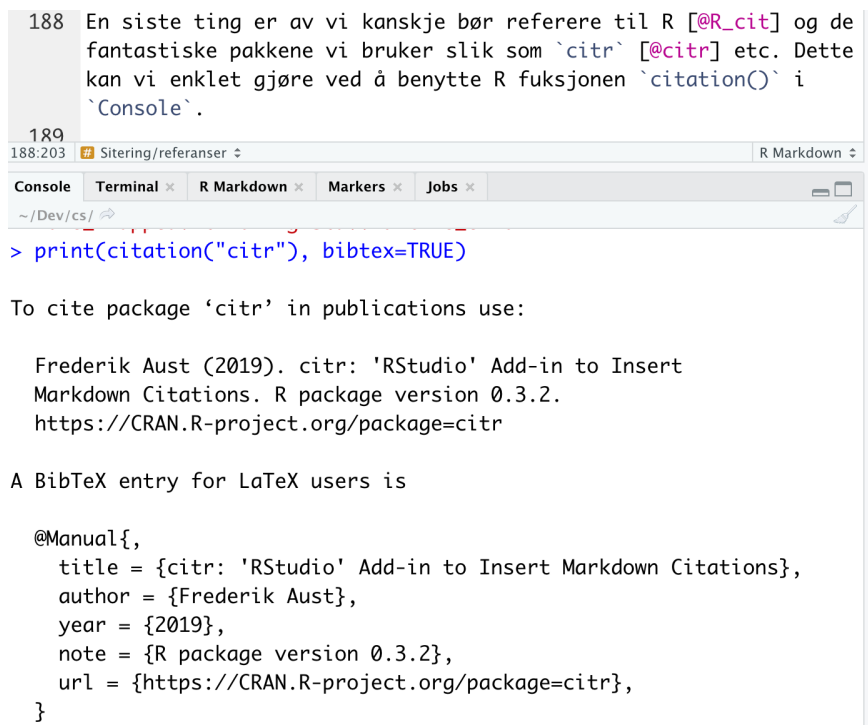 188 En siste ting er av vi kanskje bør referere til R [@R_cit] og de
fantastiske pakkene vi bruker slik som `citr` [@citr] etc. Dette
kan vi enklet gjøre ved å benytte R fuksjonen `citation()` i
`Console`.
189
188:203 # Sitering/referanser R Markdown
Console Terminal × R Markdown × Markers × Jobs ×
~/Dev/cs/
> print(citation("citr"), bibtex=TRUE)
To cite package ‘citr’ in publications use:
Frederik Aust (2019). citr: 'RStudio' Add-in to Insert
Markdown Citations. R package version 0.3.2.
https://CRAN.R-project.org/package=citr
A BibTeX entry for LaTeX users is
@Manual{,
title = {citr: 'RStudio' Add-in to Insert Markdown Citations},
author = {Frederik Aust},
year = {2019},
note = {R package version 0.3.2},
url = {https://CRAN.R-project.org/package=citr},
}